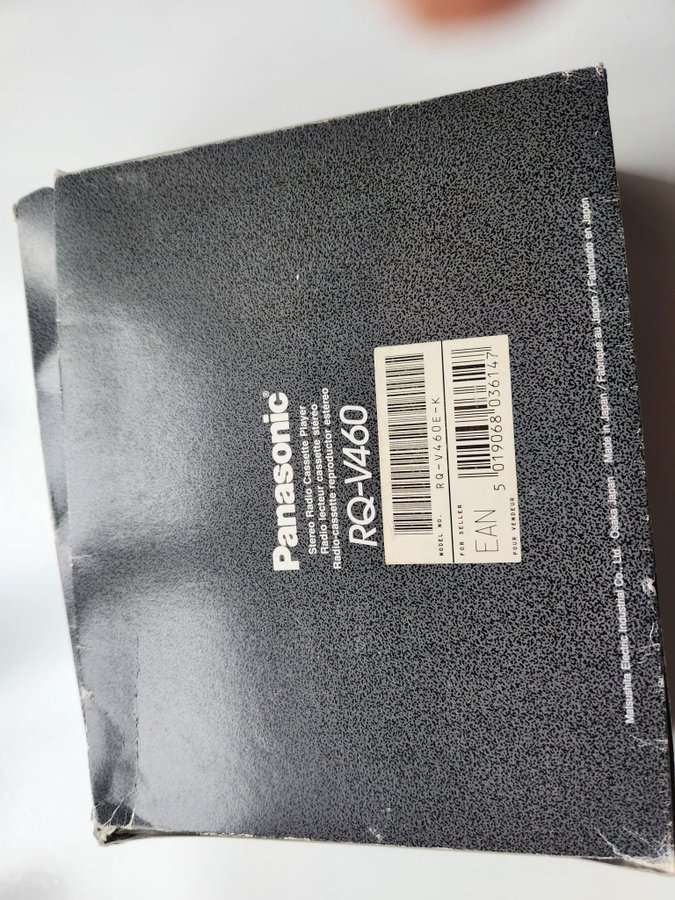 Panasonic®
Stereo Radio Cassette Player
Radio lecteur cassette stéréo
Radio-cassette reproductor estéreo
RQ-V460
MODEL NO. RQ-V460E-K
FOR SELLER
EAN
5 019068 036147
POUR VENDEUR
Matsushita Electric Industrial Co., Ltd. Osaka Japan Made in Japan / Fabriqué au Japon / Fabricado en Japón